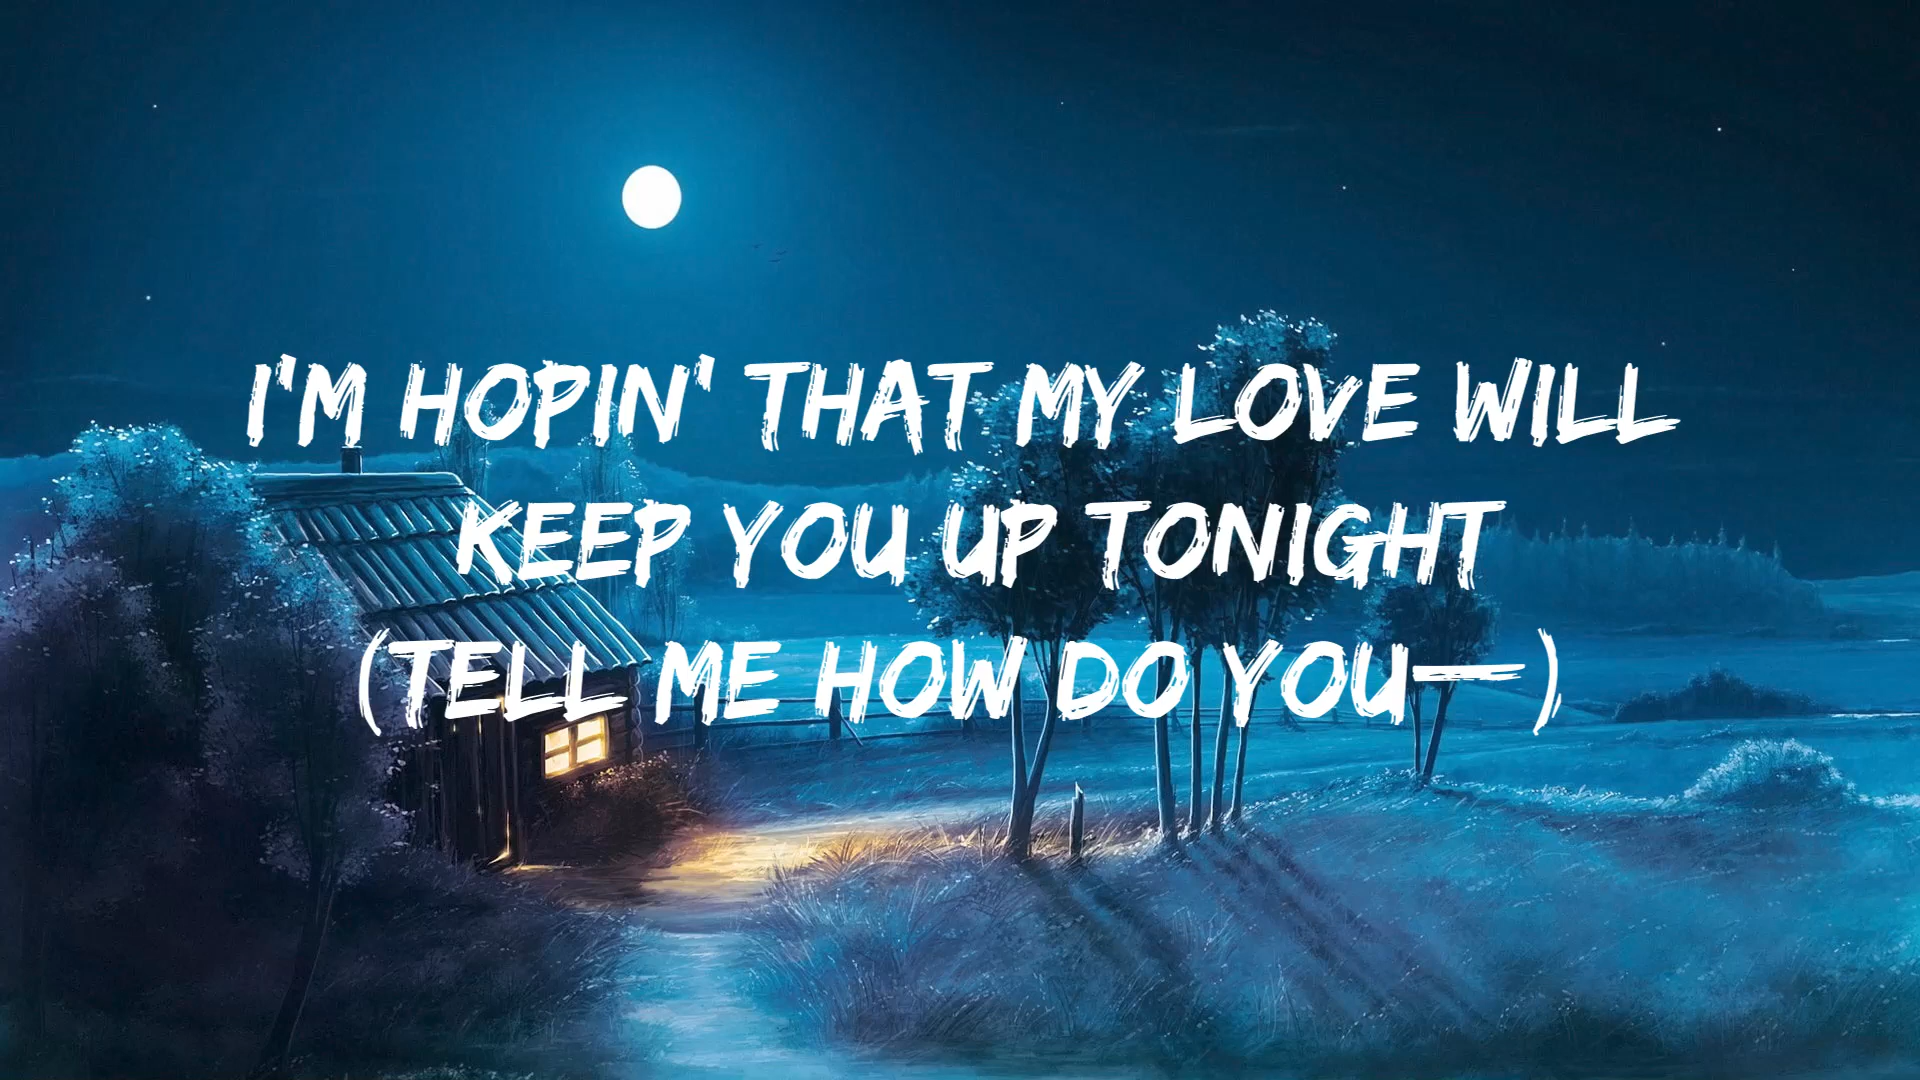 I'M HOPIN' THAT MY LOVE WILL
KEEP YOU UP TONIGHT
(TELL ME HOW DO YOU—)